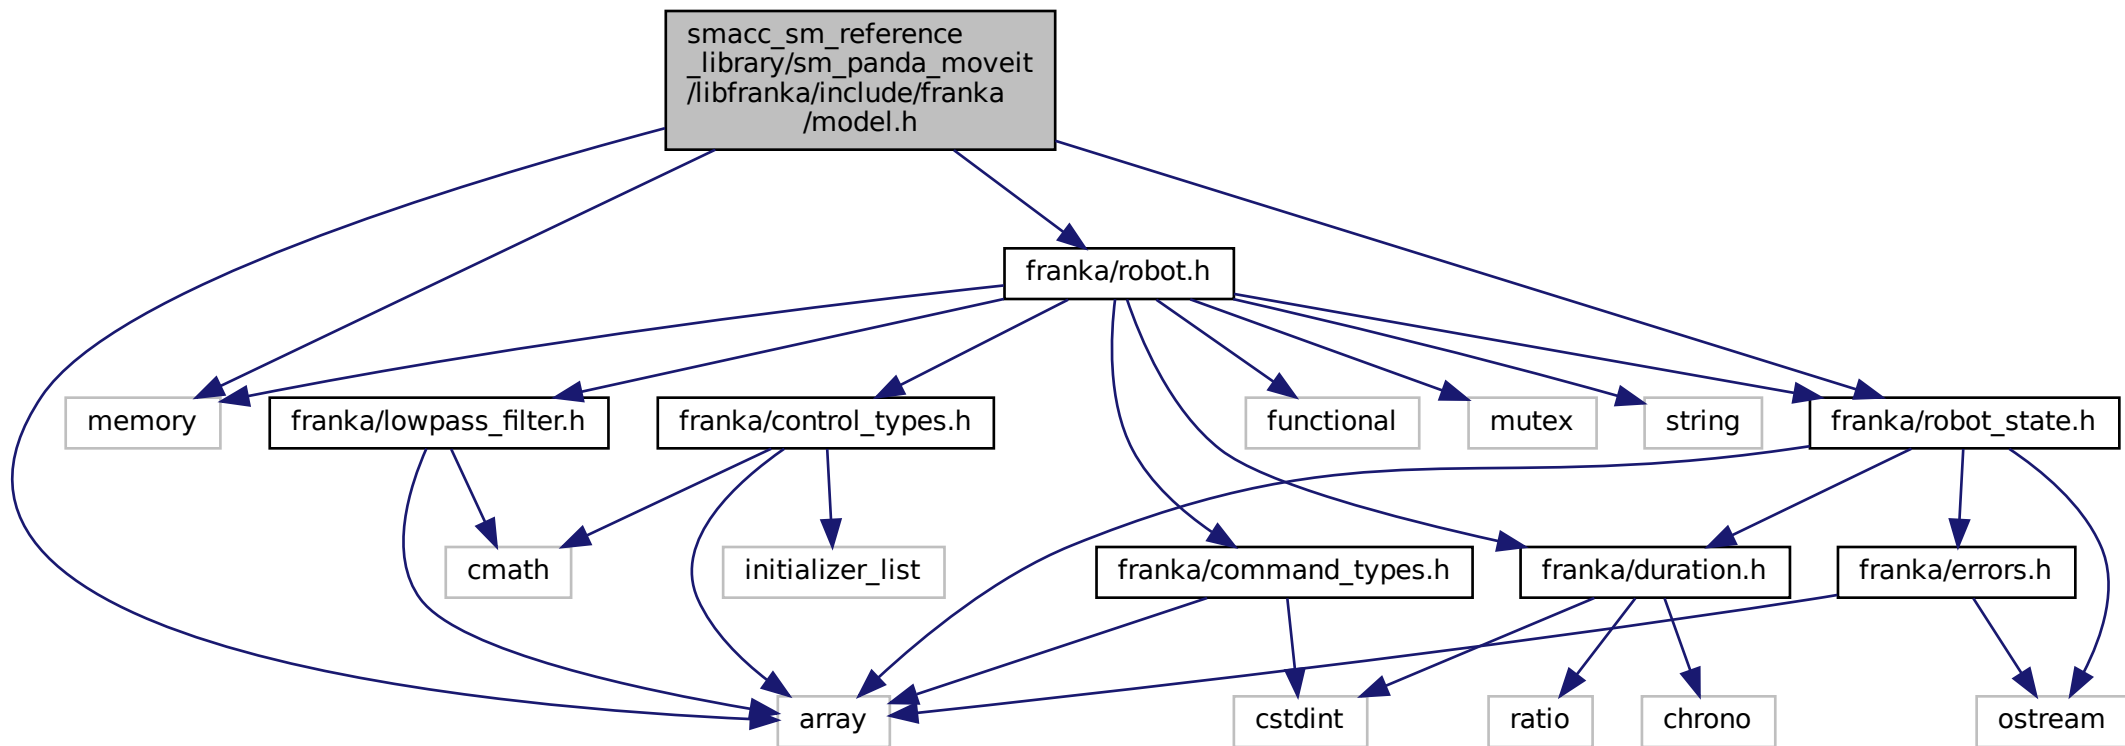 smacc_sm_reference
_library/sm_panda_moveit
/libfranka/include/franka
/model.h
franka/robot.h
memory
franka/lowpass_filter.h
franka/control_types.h
functional
mutex
string
franka/robot_state.h
cmath
initializer_list
franka/command_types.h
franka/duration.h
franka/errors.h
array
cstdint
ratio
chrono
ostream